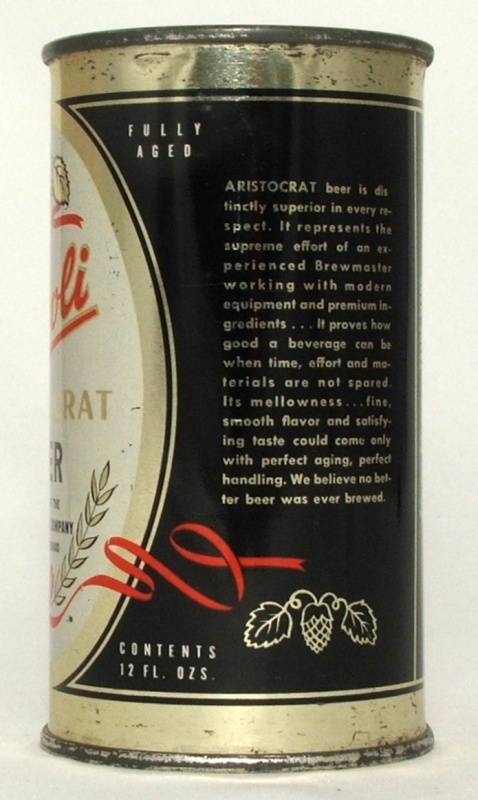 FULLY
AGED
ARISTOCRAT beer is dis
tinctly superior in every re-
spect. It represents the
supreme effort of an ex-
perienced Brewmaster
working with modern
equipment and premium in-
gredients . . . It proves how
good a beverage can be
when time, effort and ma-
terials are not spared.
Its mellowness...fine,
smooth flavor and satisfy-
ing taste could come only
with perfect aging, perfect
handling. We believe no bet-
ter beer was ever brewed.
oli
RAT
ER
THE
COMPANY
CONTENTS
12 FL. OZS.